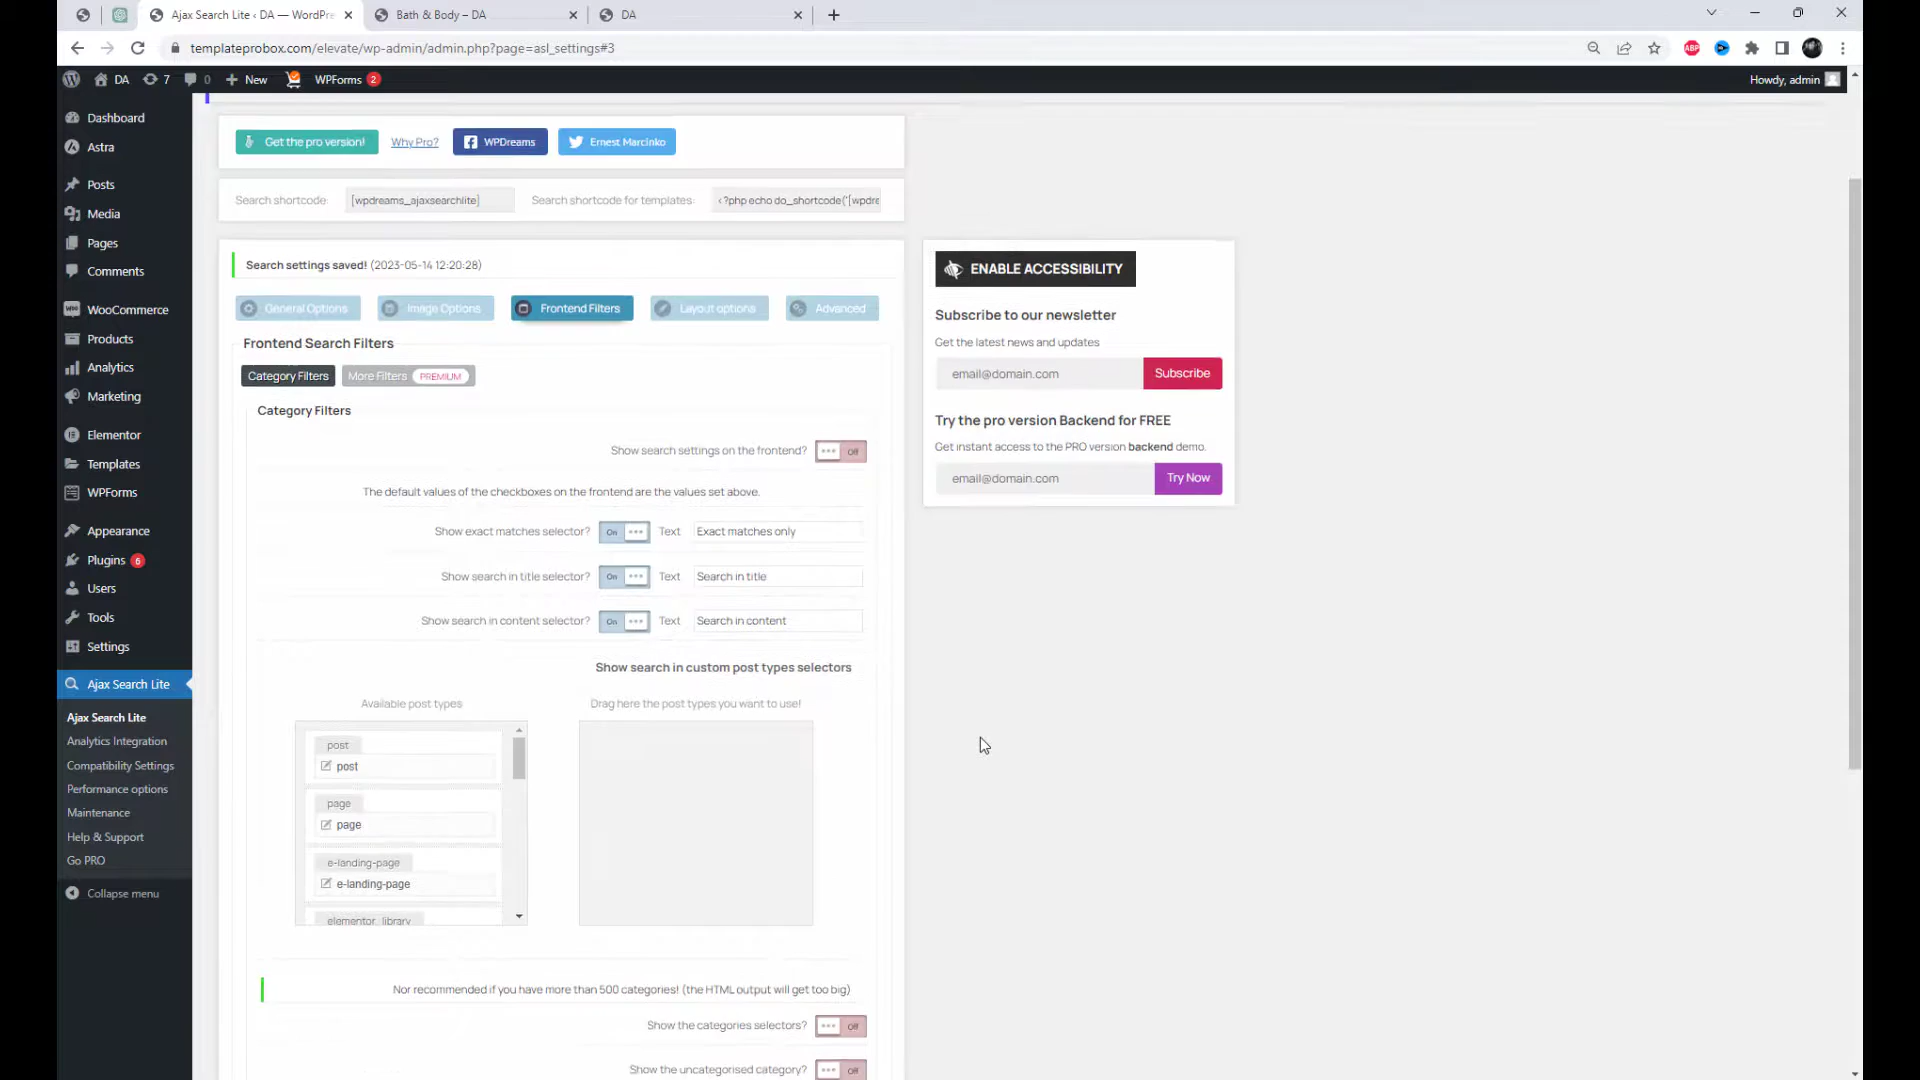 Ajax Search Lite ‹ DA — WordPre
Bath & Body – DA
DA
templateprobox.com/elevate/wp-admin/admin.php?page=asl_settings#3
ABP
DA
7
0
New
WPForms 2
Howdy, admin
Dashboard
Astra
Posts
Media
Pages
Comments
WooCommerce
Products
Analytics
Marketing
Elementor
Templates
WPForms
Appearance
Plugins 6
Users
Tools
Settings
Ajax Search Lite
Ajax Search Lite
Analytics Integration
Compatibility Settings
Performance options
Maintenance
Help & Support
Go PRO
Collapse menu
Get the pro version!
Why Pro?
WPDreams
Ernest Marcinko
Search shortcode:
[wpdreams_ajaxsearchlite]
Search shortcode for templates:
<?php echo do_shortcode('[wpdre
Search settings saved! (2023-05-14 12:20:28)
General Options
Image Options
Frontend Filters
Layout options
Advanced
Frontend Search Filters
Category Filters
More Filters PREMIUM
Category Filters
Show search settings on the frontend? Off
The default values of the checkboxes on the frontend are the values set above.
Show exact matches selector? On Text Exact matches only
Show search in title selector? On Text Search in title
Show search in content selector? On Text Search in content
Show search in custom post types selectors
Available post types
Drag here the post types you want to use!
post
post
page
page
e-landing-page
e-landing-page
elementor_library
Nor recommended if you have more than 500 categories! (the HTML output will get too big)
Show the categories selectors? Off
Show the uncategorised category? Off
ENABLE ACCESSIBILITY
Subscribe to our newsletter
Get the latest news and updates
email@domain.com
Subscribe
Try the pro version Backend for FREE
Get instant access to the PRO version backend demo.
email@domain.com
Try Now